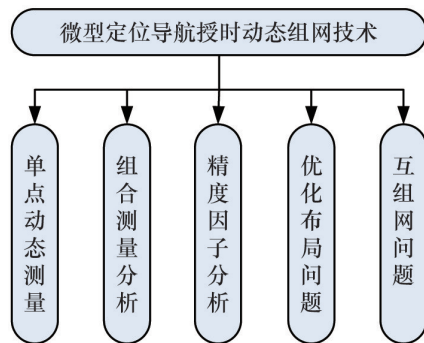 微型定位导航授时动态组网技术
单点动态测量
组合测量分析
精度因子分析
优化布局问题
互组网问题